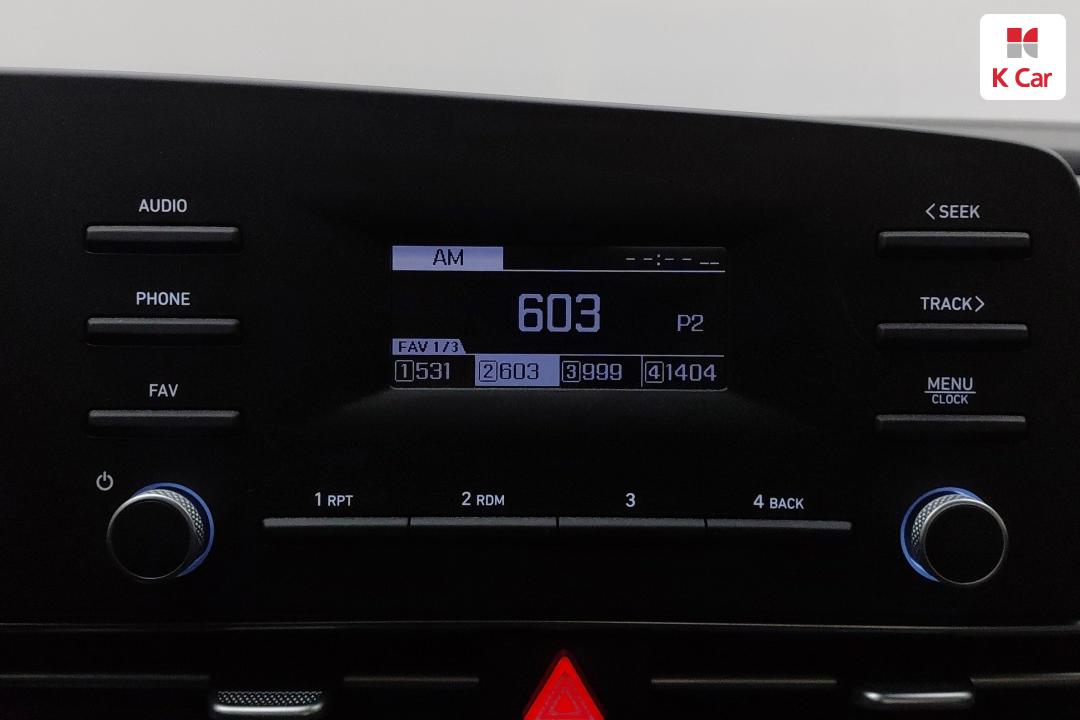 K Car
AUDIO
<SEEK
AM --:-- __
PHONE
603
TRACK>
P2
FAV 1/3
1 531 2 603 3 999 4 1404
FAV
MENU
CLOCK
1 RPT 2 RDM 3 4 BACK